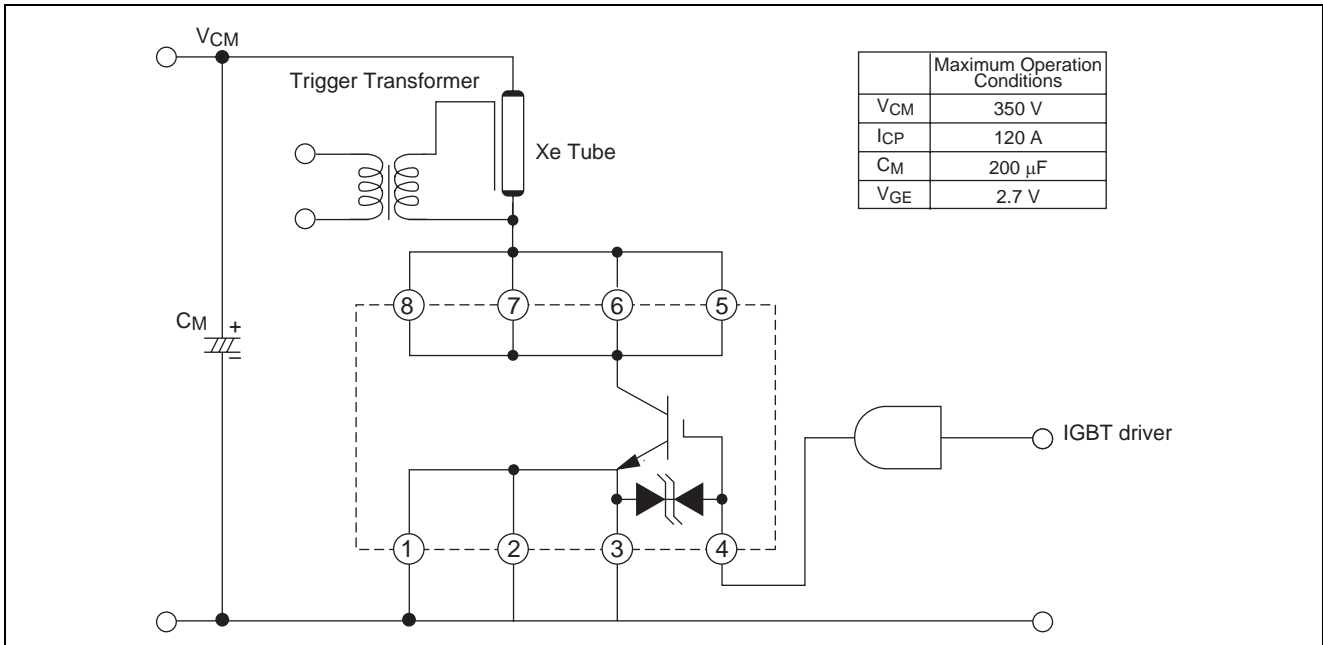 VCM
Trigger Transformer
Xe Tube
Maximum Operation
Conditions
VCM 350 V
ICP 120 A
CM 200 μF
VGE 2.7 V
8 7 6 5
CM
+
−
IGBT driver
1 2 3 4